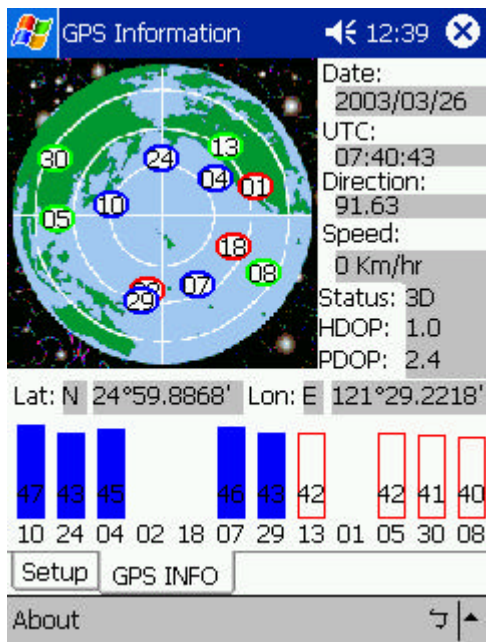 GPS Information 12:39
Date:
2003/03/26
UTC:
07:40:43
Direction:
91.63
Speed:
0 Km/hr
Status: 3D
HDOP: 1.0
PDOP: 2.4
30
24
13
04
01
10
05
18
08
07
29
Lat: N 24°59.8868' Lon: E 121°29.2218'
47 43 45 46 43 42 42 41 40
10 24 04 02 18 07 29 13 01 05 30 08
Setup GPS INFO
About ㄣ